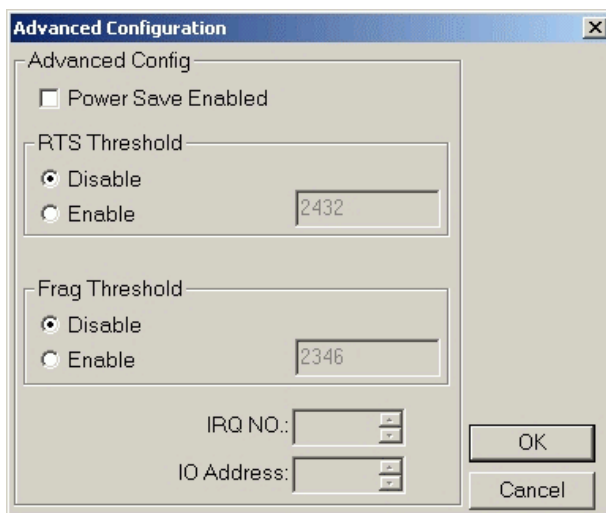 Advanced Configuration
Advanced Config
Power Save Enabled
RTS Threshold
Disable
Enable 2432
Frag Threshold
Disable
Enable 2346
IRQ NO.:
IO Address:
OK
Cancel